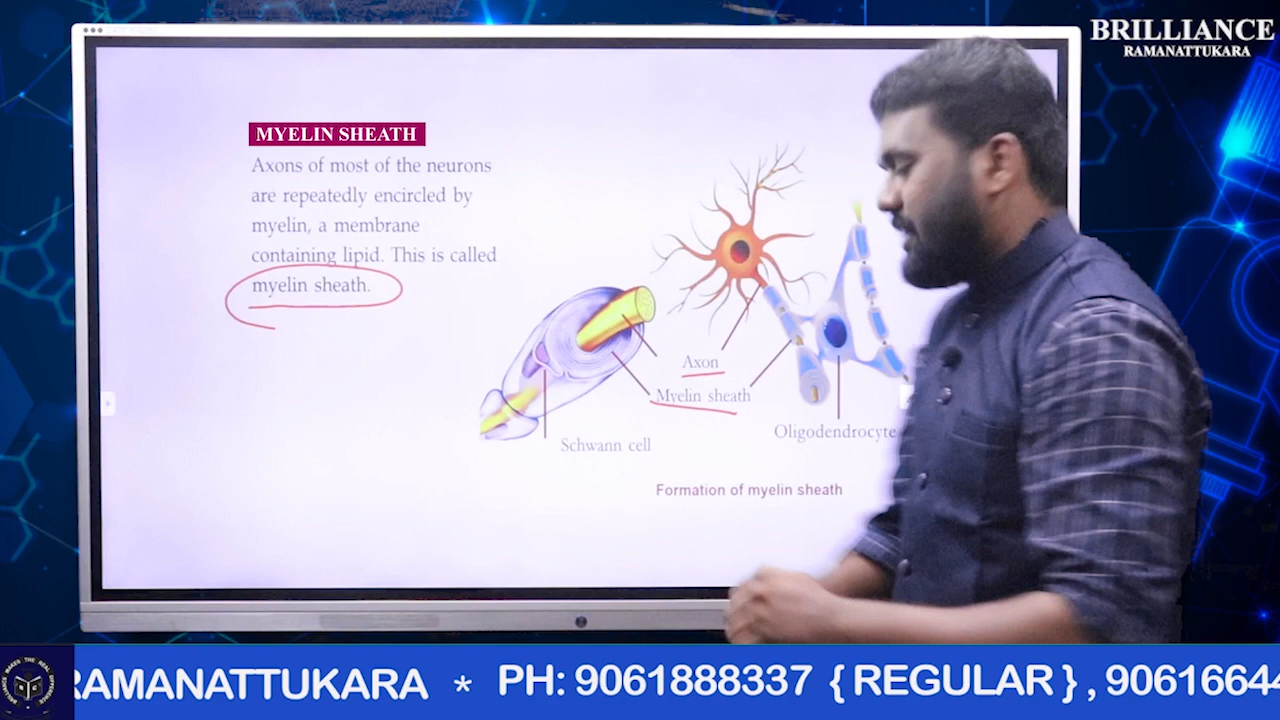 BRILLIANCE
RAMANATTUKARA
MYELIN SHEATH
Axons of most of the neurons
are repeatedly encircled by
myelin, a membrane
containing lipid. This is called
myelin sheath.
Axon
Myelin sheath
Schwann cell
Oligodendrocyte
Formation of myelin sheath
RAMANATTUKARA * PH: 9061888337 { REGULAR } , 90616644